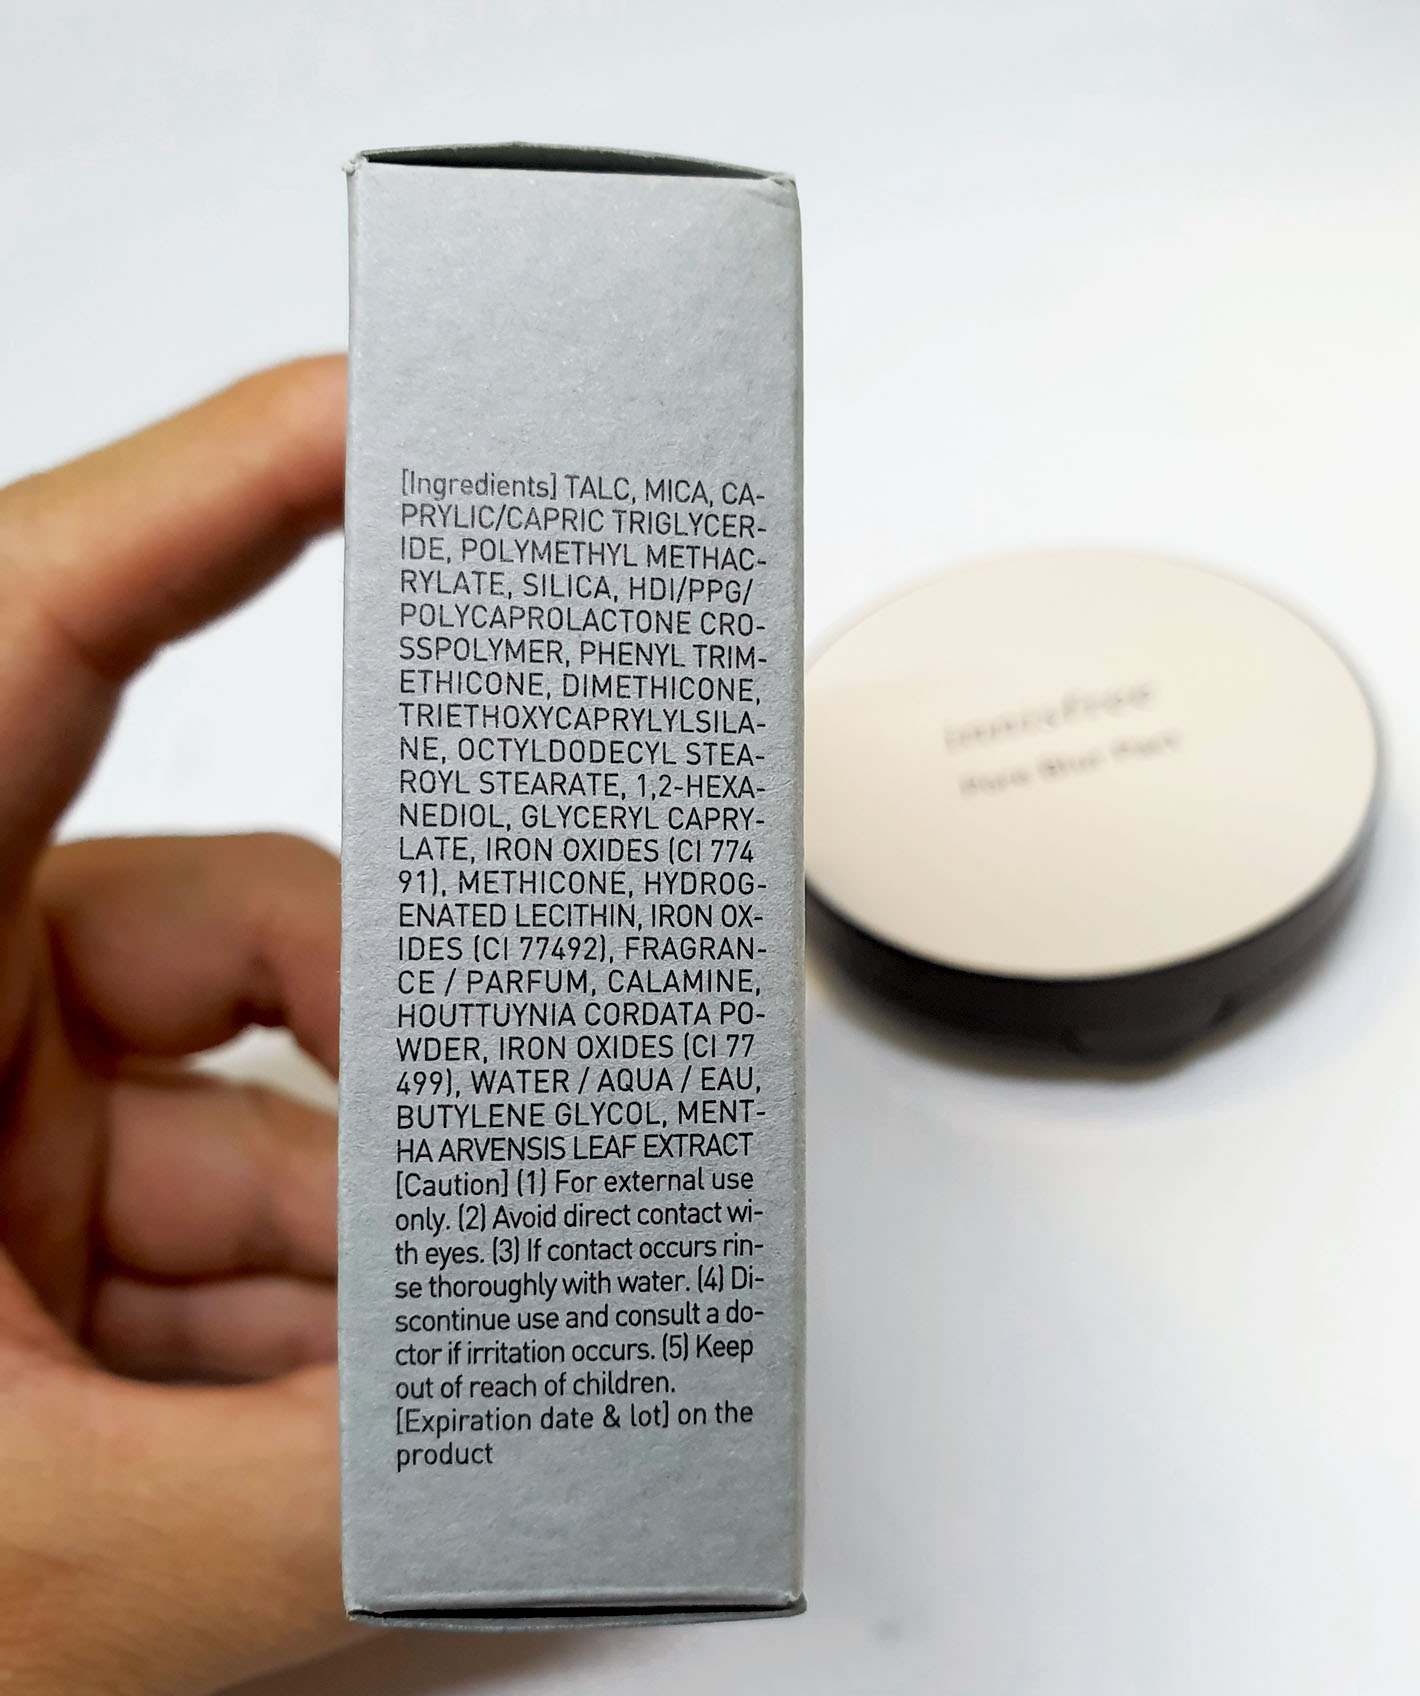 [Ingredients] TALC, MICA, CA-
PRYLIC/CAPRIC TRIGLYCER-
IDE, POLYMETHYL METHAC-
RYLATE, SILICA, HDI/PPG/
POLYCAPROLACTONE CRO-
SSPOLYMER, PHENYL TRIM-
ETHICONE, DIMETHICONE,
TRIETHOXYCAPRYLYLSILA-
NE, OCTYLDODECYL STEA-
ROYL STEARATE, 1,2-HEXA-
NEDIOL, GLYCERYL CAPRY-
LATE, IRON OXIDES (CI 774
91), METHICONE, HYDROG-
ENATED LECITHIN, IRON OX-
IDES (CI 77492), FRAGRAN-
CE / PARFUM, CALAMINE,
HOUTTUYNIA CORDATA PO-
WDER, IRON OXIDES (CI 77
499), WATER / AQUA / EAU,
BUTYLENE GLYCOL, MENT-
HA ARVENSIS LEAF EXTRACT
[Caution] (1) For external use
only. (2) Avoid direct contact wi-
th eyes. (3) If contact occurs rin-
se thoroughly with water. (4) Di-
scontinue use and consult a do-
ctor if irritation occurs. (5) Keep
out of reach of children.
[Expiration date & lot] on the
product
innisfree
Pore Blur Pact